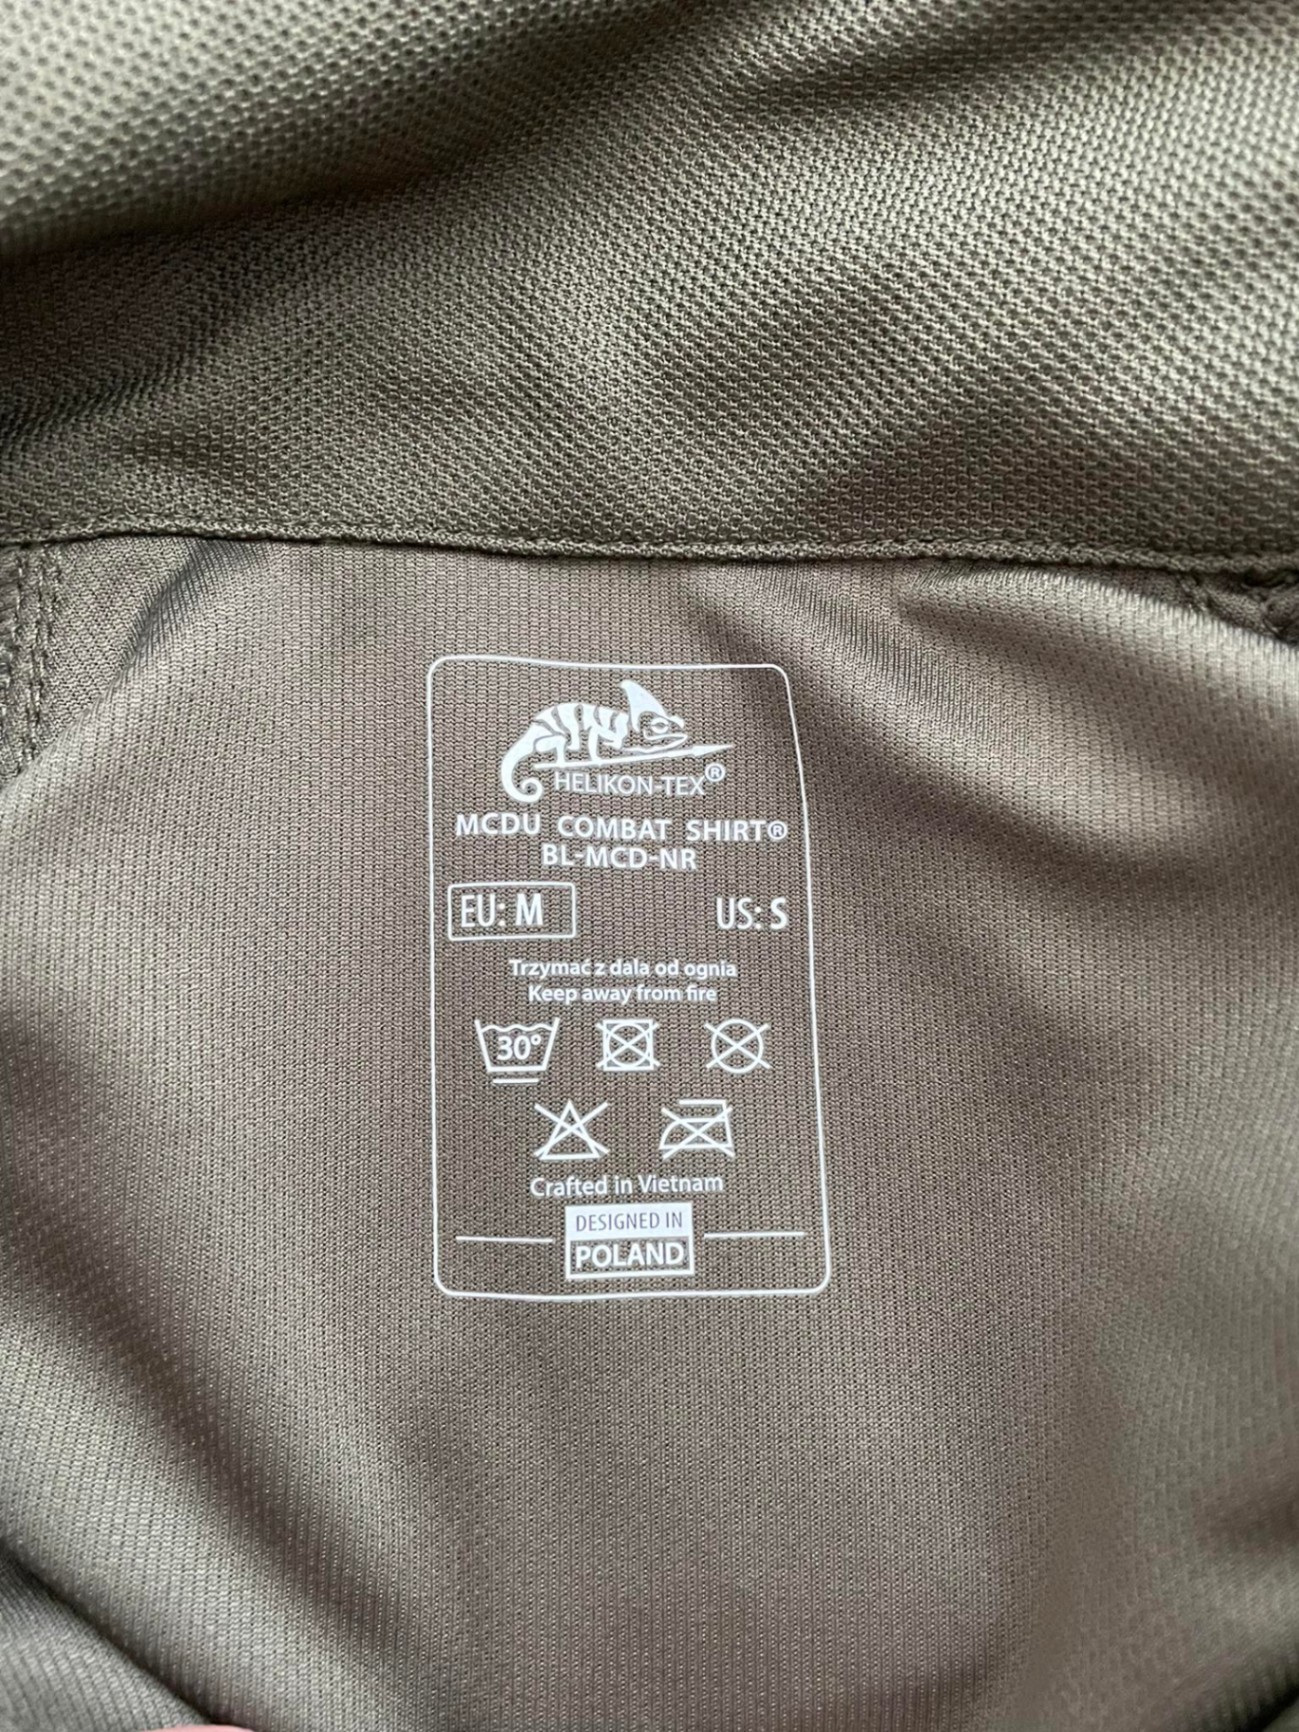 HELIKON-TEX®
MCDU COMBAT SHIRT®
BL-MCD-NR
EU: M US: S
Trzymać z dala od ognia
Keep away from fire
30°
Crafted in Vietnam
DESIGNED IN
POLAND